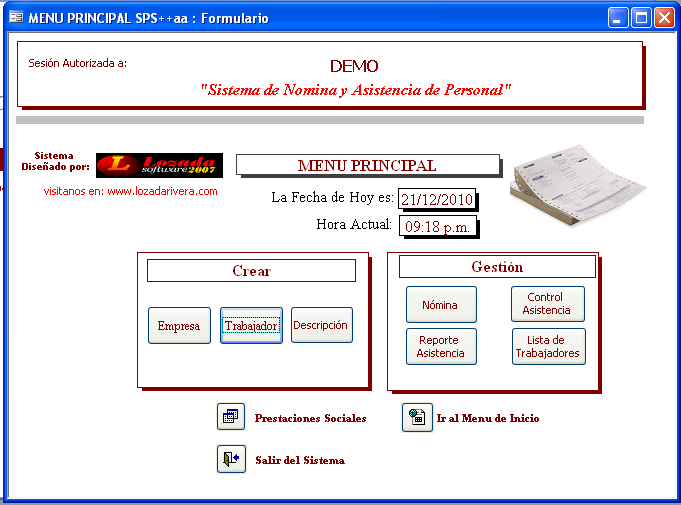 MENU PRINCIPAL SPS++aa : Formulario
Sesión Autorizada a:
DEMO
"Sistema de Nomina y Asistencia de Personal"
Sistema
Diseñado por:
L Lozada
software2007
visitanos en: www.lozadarivera.com
MENU PRINCIPAL
La Fecha de Hoy es: 21/12/2010
Hora Actual: 09:18 p.m.
Crear
Empresa
Trabajador
Descripción
Gestión
Nómina
Control
Asistencia
Reporte
Asistencia
Lista de
Trabajadores
Prestaciones Sociales
Ir al Menu de Inicio
Salir del Sistema